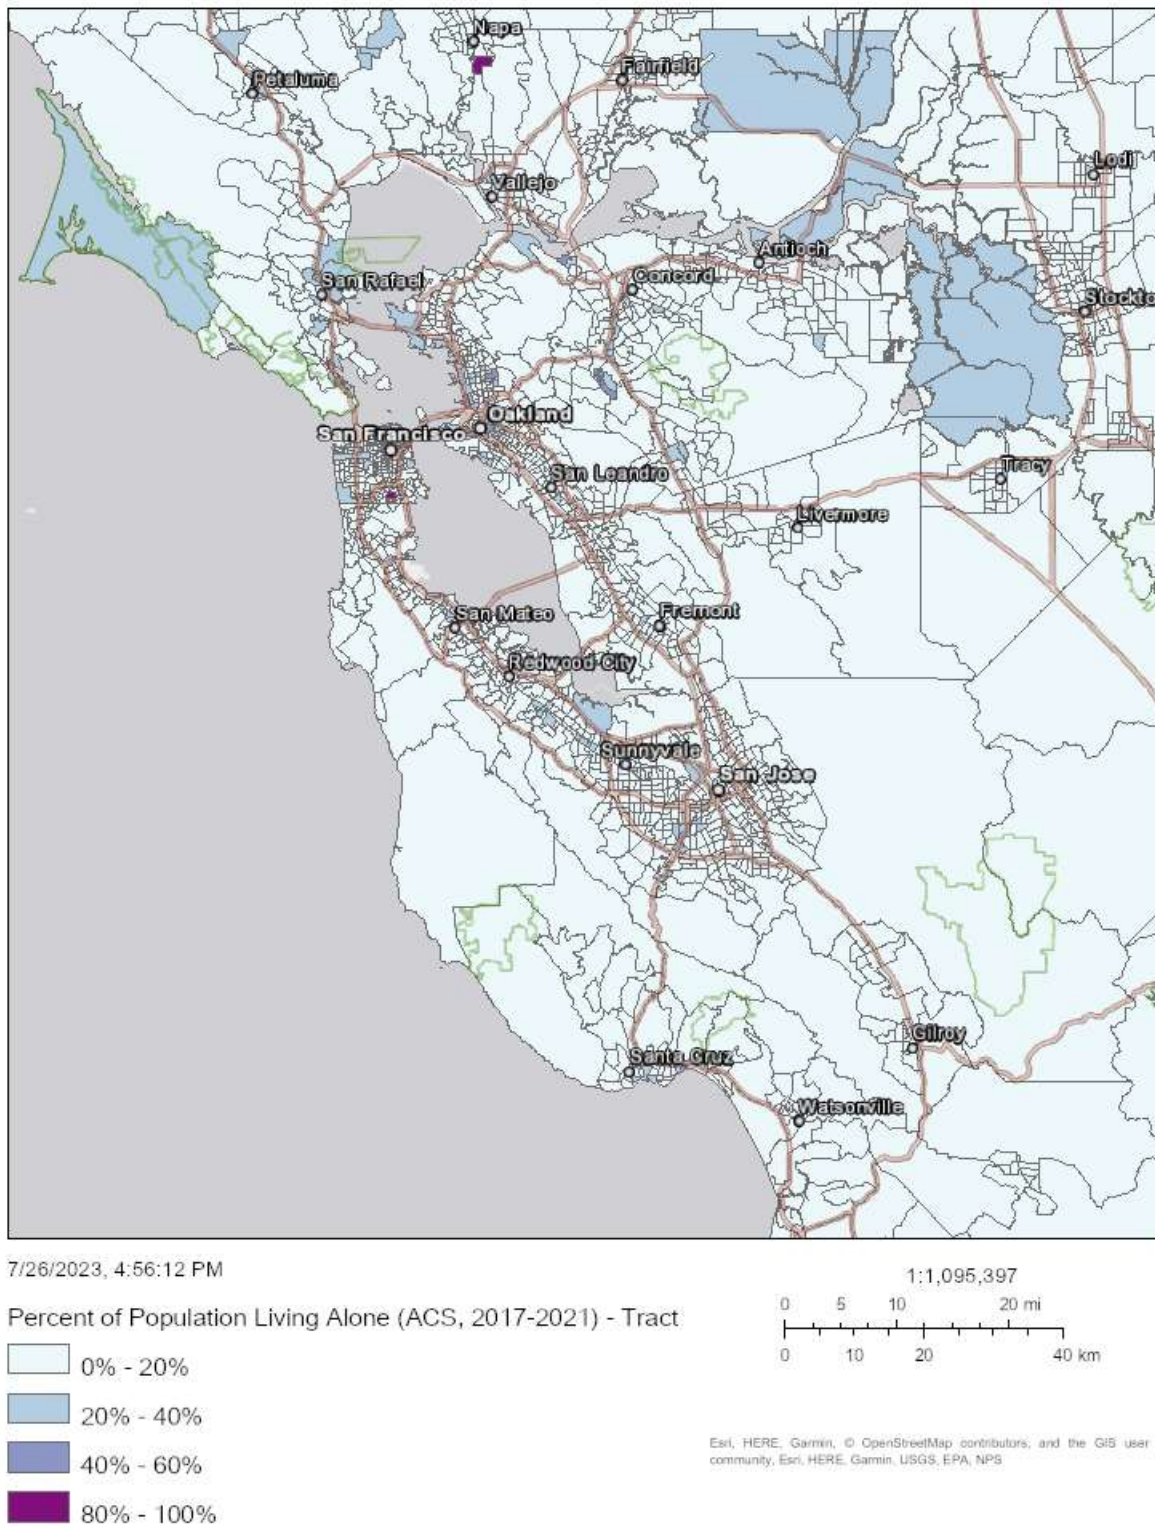 Napa
Petaluma
Fairfield
Lodi
Vallejo
Antioch
San Rafael
Concord
Stockto
Oakland
San Francisco
San Leandro
Tracy
Livermore
San Mateo
Fremont
Redwood City
Sunnyvale
San Jose
Gilroy
Santa Cruz
Watsonville
7/26/2023, 4:56:12 PM
1:1,095,397
0 5 10 20 mi
0 10 20 40 km
Percent of Population Living Alone (ACS, 2017-2021) - Tract
0% - 20%
20% - 40%
40% - 60%
80% - 100%
Esri, HERE, Garmin, © OpenStreetMap contributors, and the GIS user
community, Esri, HERE, Garmin, USGS, EPA, NPS